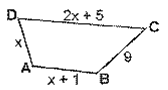 D 2x + 5 C
x 9
A x + 1 B